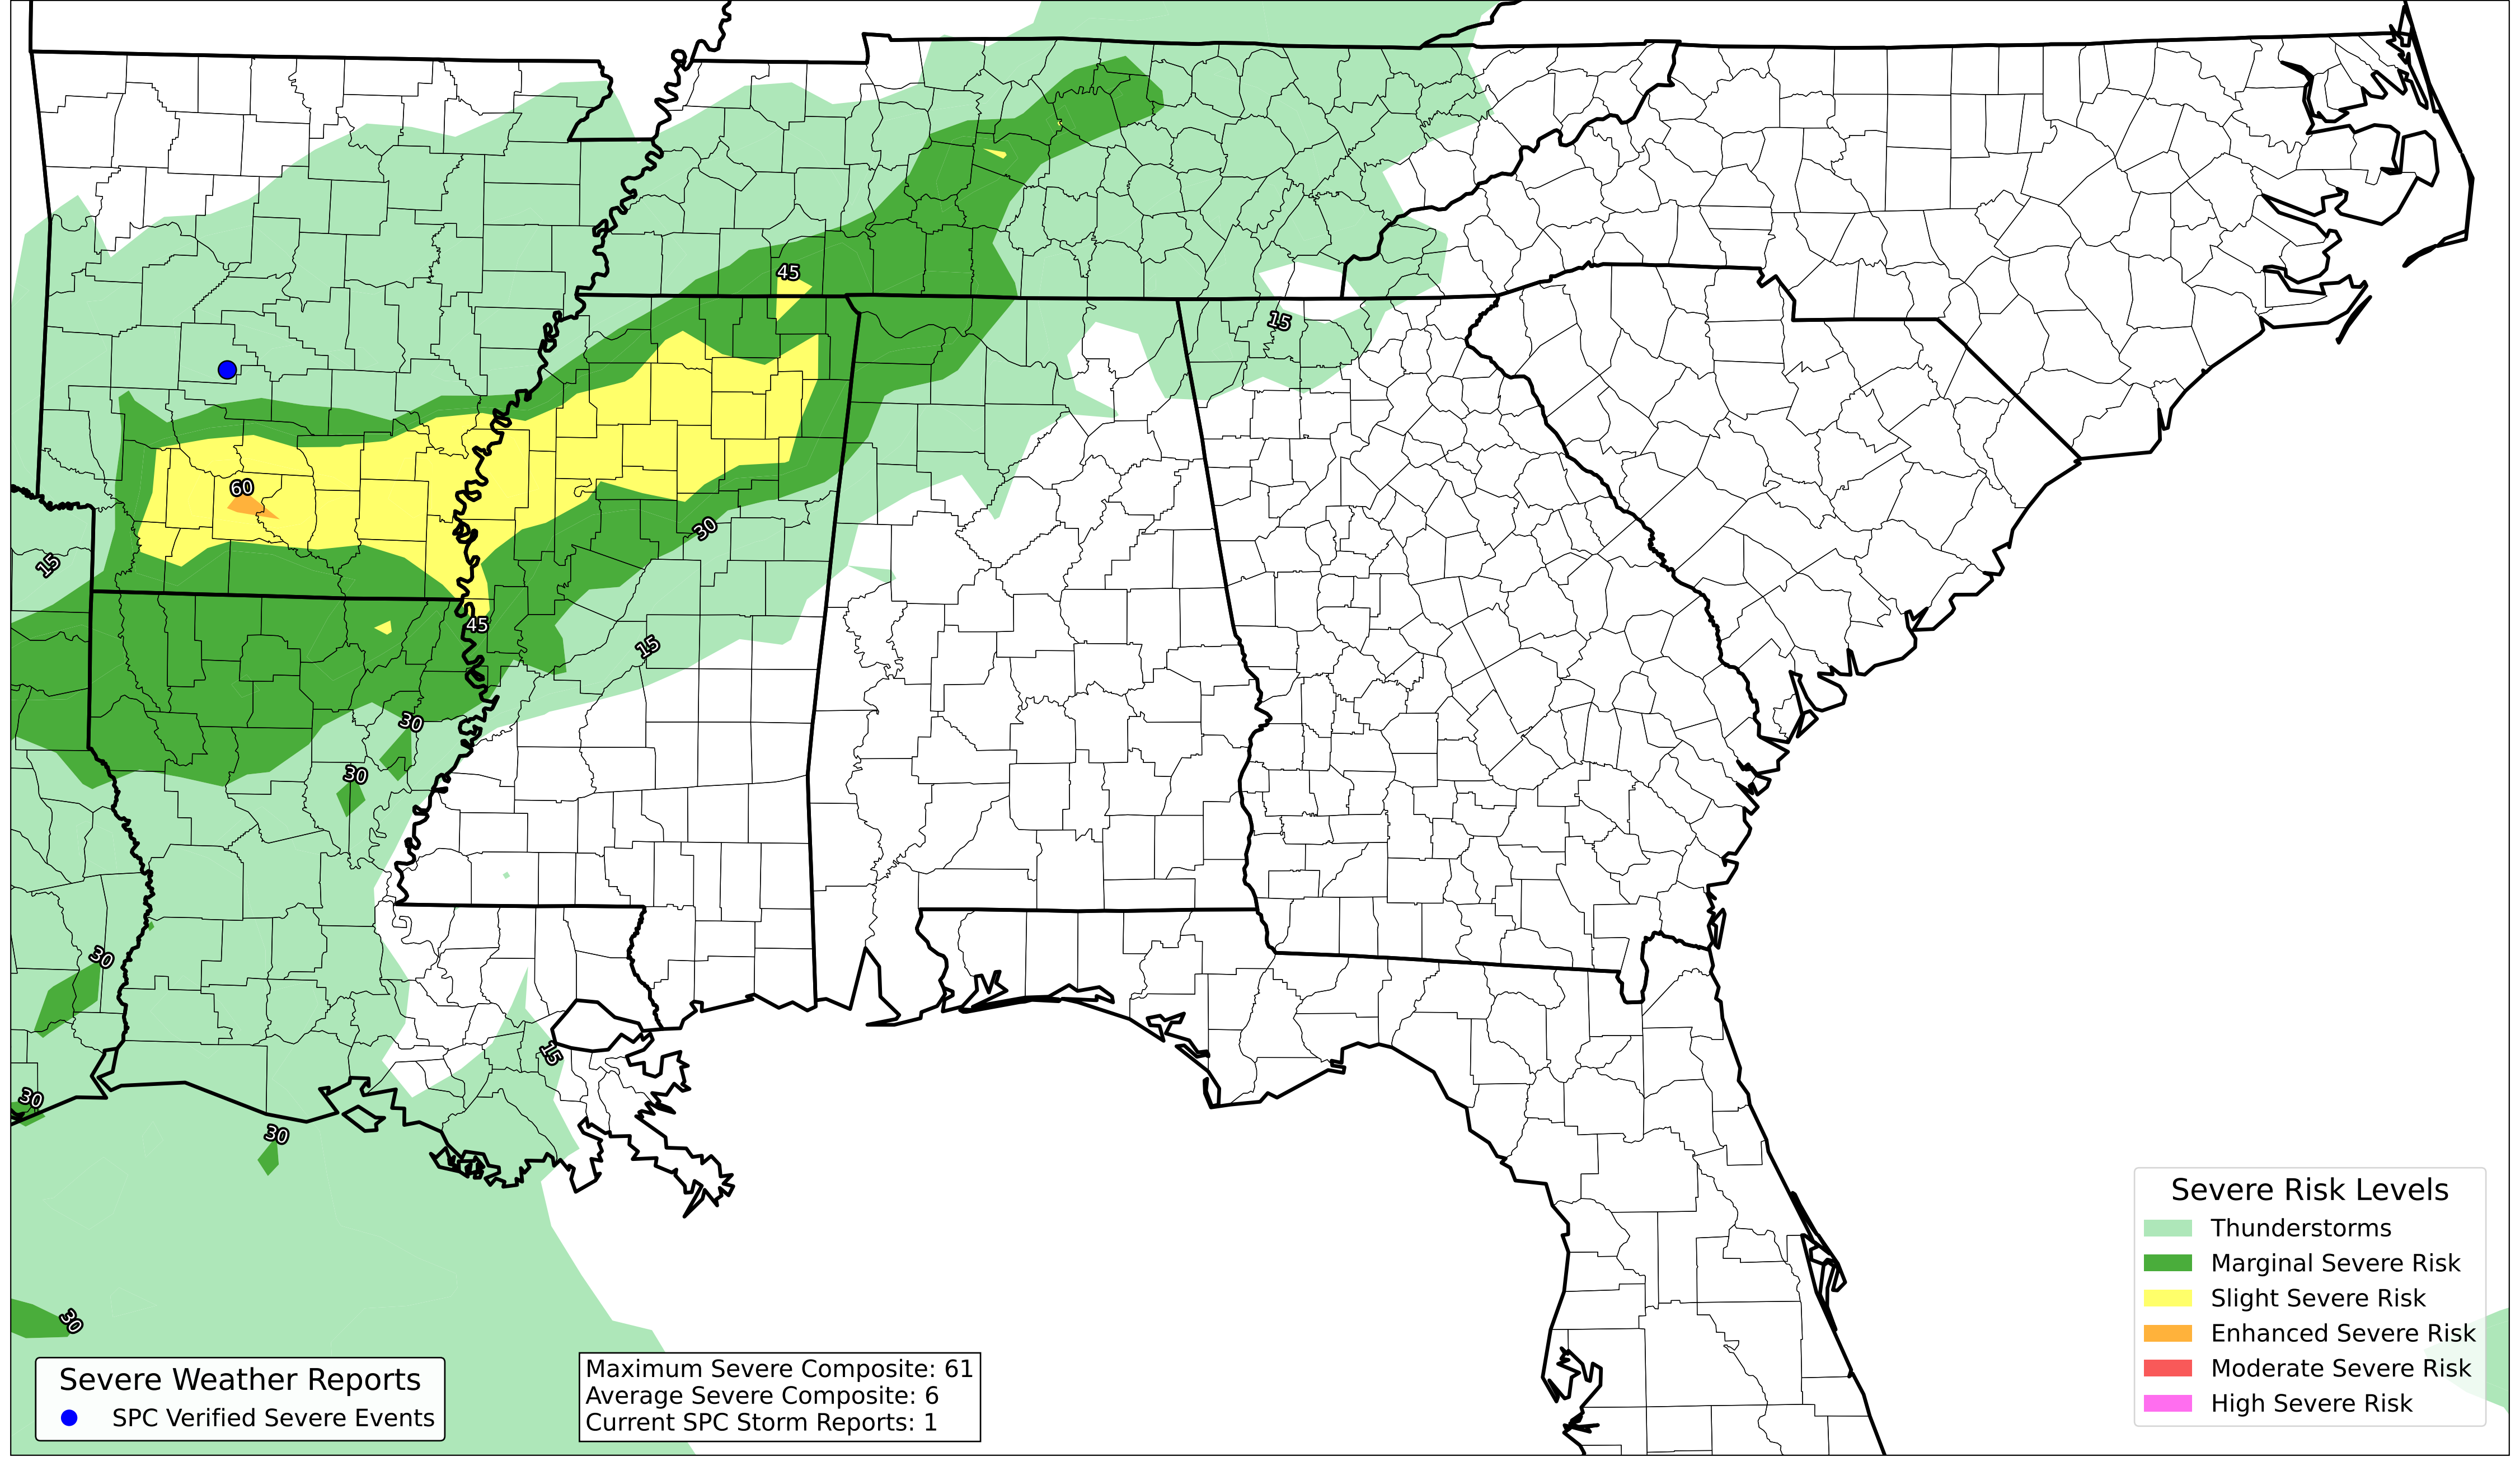 45
15
60
30
15
45
15
30
30
30
30
15
30
30
Severe Risk Levels
Thunderstorms
Marginal Severe Risk
Slight Severe Risk
Enhanced Severe Risk
Moderate Severe Risk
High Severe Risk
Severe Weather Reports
SPC Verified Severe Events
Maximum Severe Composite: 61
Average Severe Composite: 6
Current SPC Storm Reports: 1